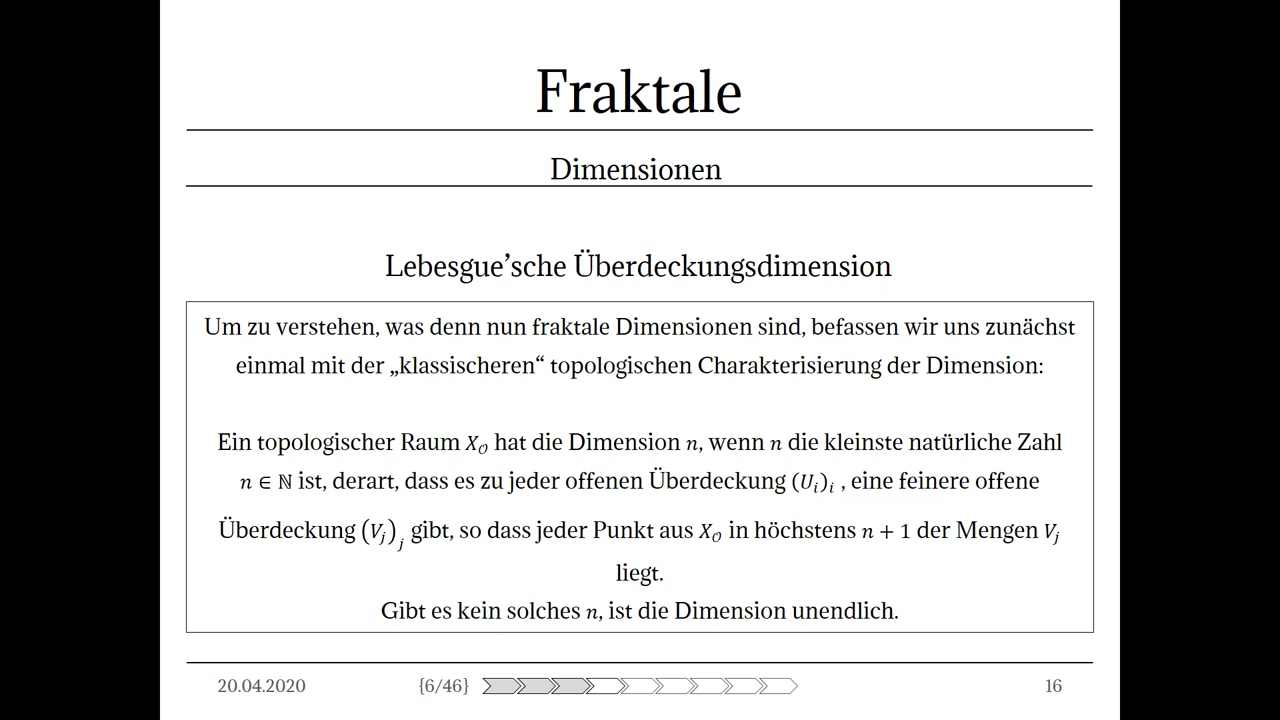 Fraktale
Dimensionen
Lebesgue’sche Überdeckungsdimension
Um zu verstehen, was denn nun fraktale Dimensionen sind, befassen wir uns zunächst
einmal mit der „klassischeren“ topologischen Charakterisierung der Dimension:
Ein topologischer Raum X_𝒪 hat die Dimension n, wenn n die kleinste natürliche Zahl
n ∈ ℕ ist, derart, dass es zu jeder offenen Überdeckung (U_i)_i , eine feinere offene
Überdeckung (V_j)_j gibt, so dass jeder Punkt aus X_𝒪 in höchstens n + 1 der Mengen V_j
liegt.
Gibt es kein solches n, ist die Dimension unendlich.
20.04.2020 {6/46} 16